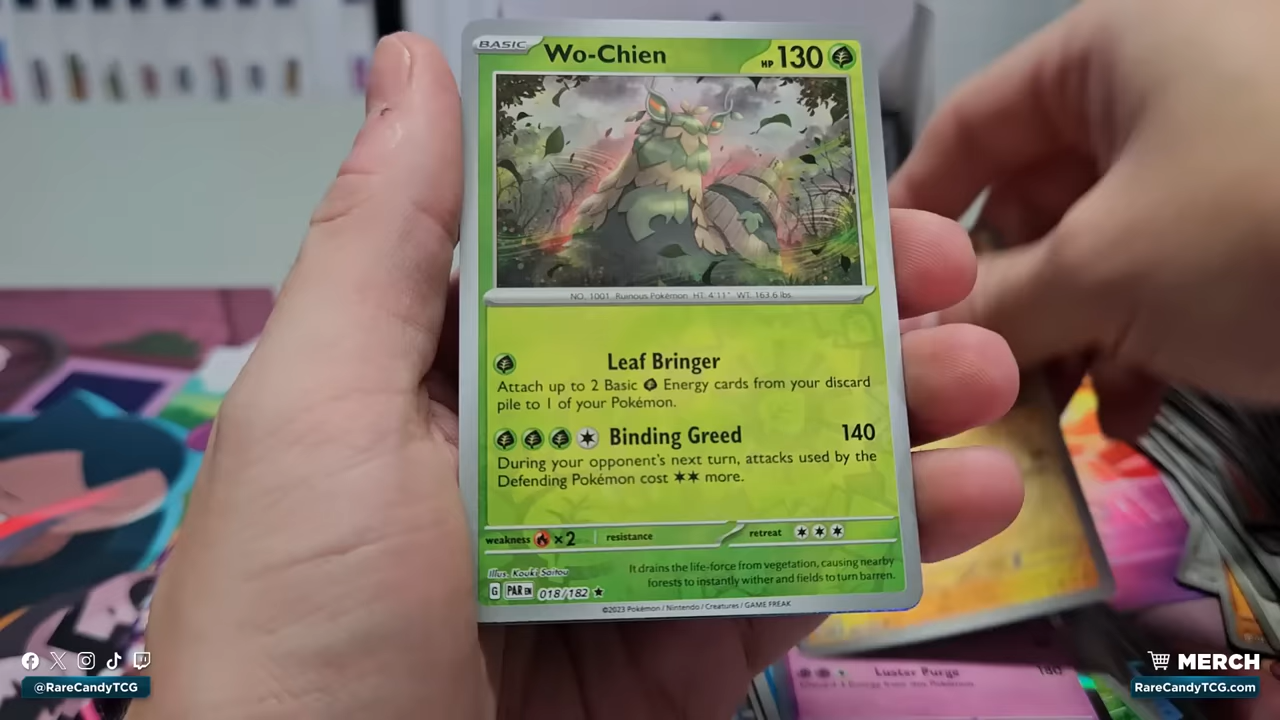 BASIC Wo-Chien HP 130
NO. 1001 Ruinous Pokémon HT: 4'11" WT: 163.6 lbs.
Leaf Bringer
Attach up to 2 Basic Energy cards from your discard
pile to 1 of your Pokémon.
Binding Greed 140
During your opponent's next turn, attacks used by the
Defending Pokémon cost more.
weakness ×2 resistance retreat
Illus. Kouki Saitou
It drains the life-force from vegetation, causing nearby
forests to instantly wither and fields to turn barren.
G PAR EN 018/182
©2023 Pokémon / Nintendo / Creatures / GAME FREAK
Luster Purge
@RareCandyTCG
MERCH
RareCandyTCG.com